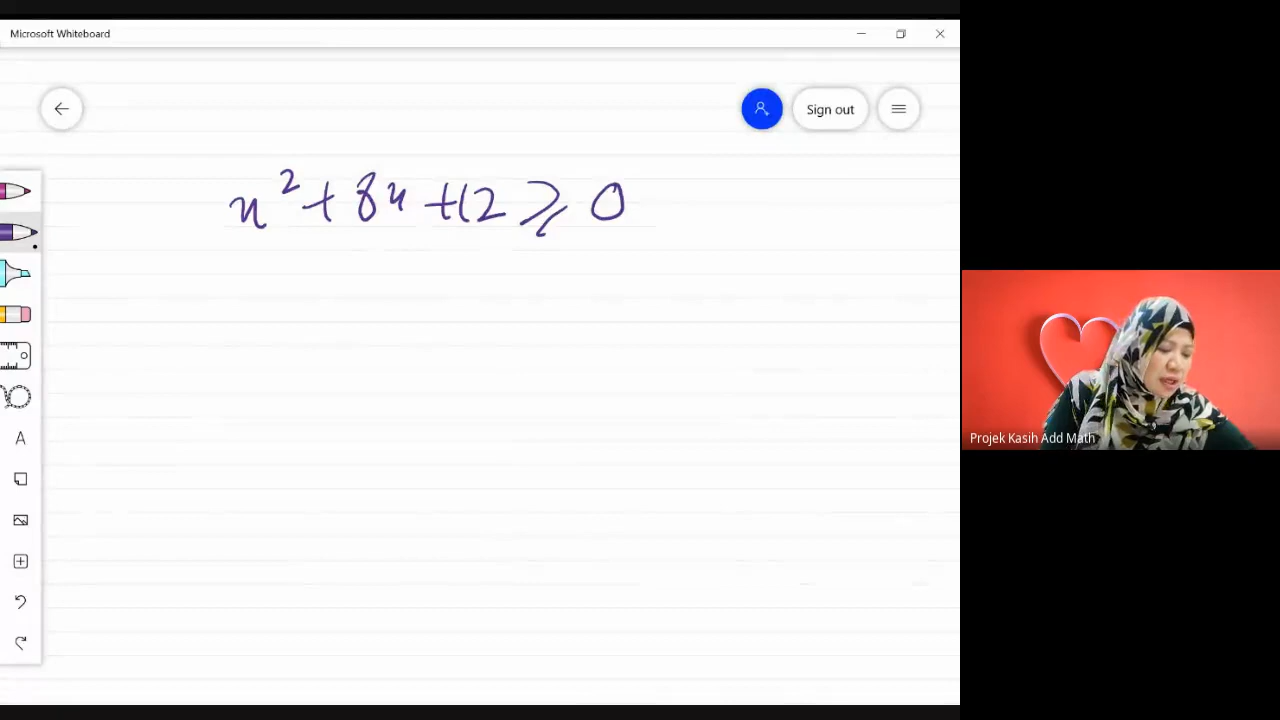 Microsoft Whiteboard
Sign out
x² + 8x + 12 ⩾ 0
A
Projek Kasih Add Math